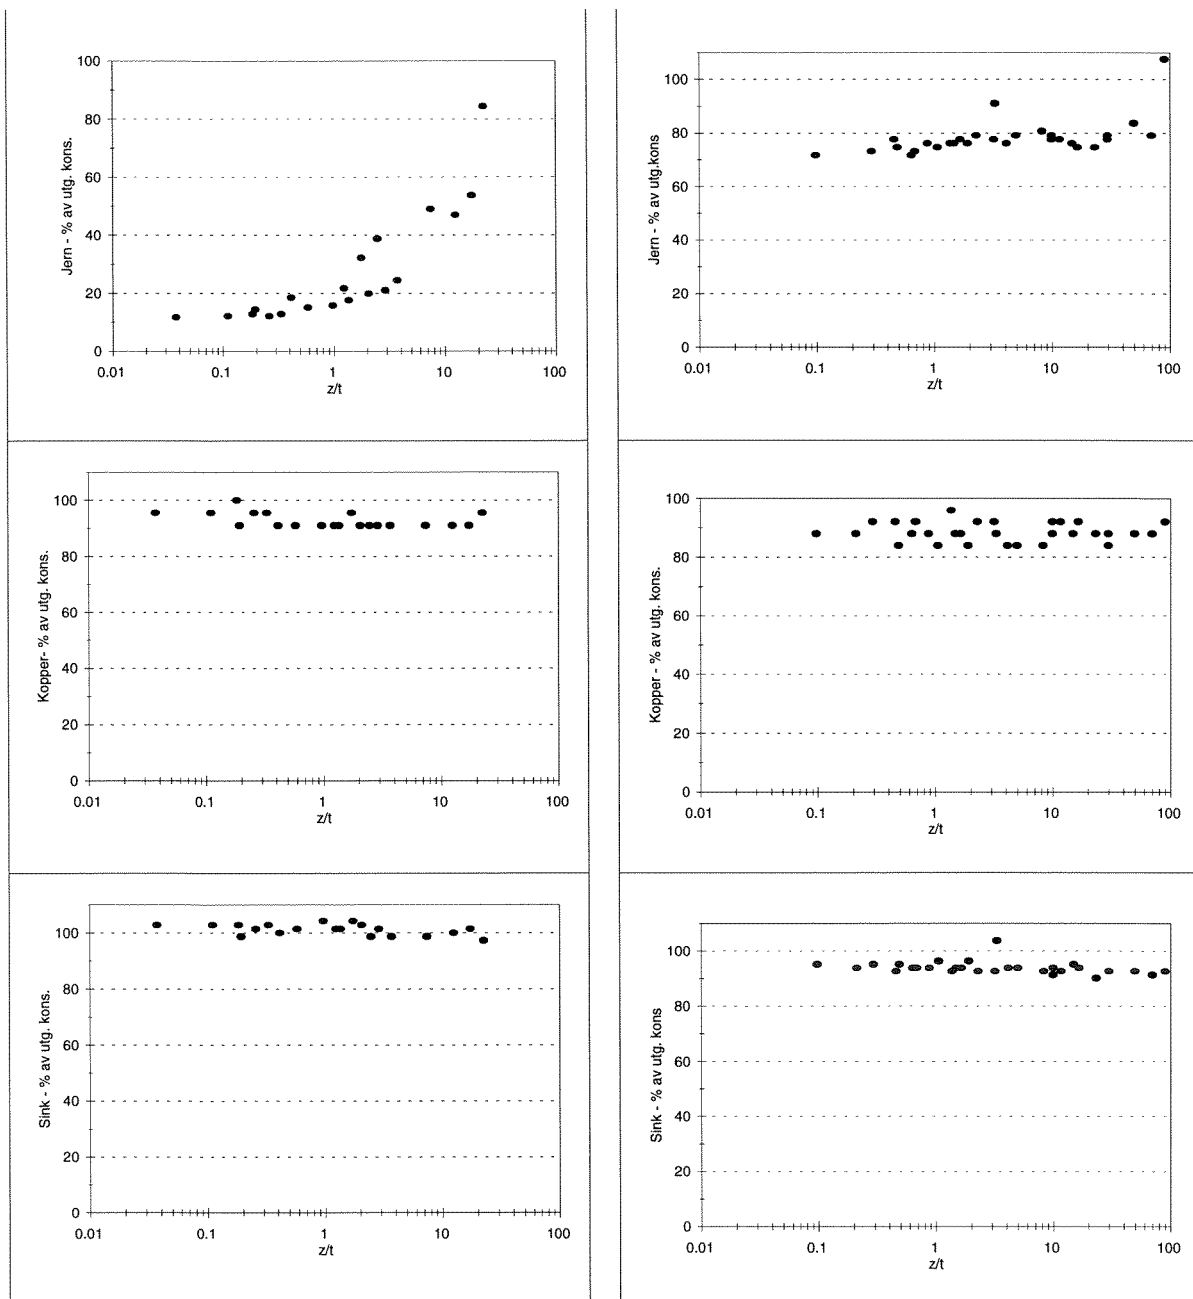 Jern - % av utg. kons.
100
80
60
40
20
0
0.01 0.1 1 10 100
z/t
Jern - % av utg.kons
100
80
60
40
20
0
0.01 0.1 1 10 100
z/t
Kopper- % av utg. kons.
100
80
60
40
20
0
0.01 0.1 1 10 100
z/t
Kopper - % av utg. kons.
100
80
60
40
20
0
0.01 0.1 1 10 100
z/t
Sink - % av utg. kons.
100
80
60
40
20
0
0.01 0.1 1 10 100
z/t
Sink - % av utg. kons
100
80
60
40
20
0
0.01 0.1 1 10 100
z/t